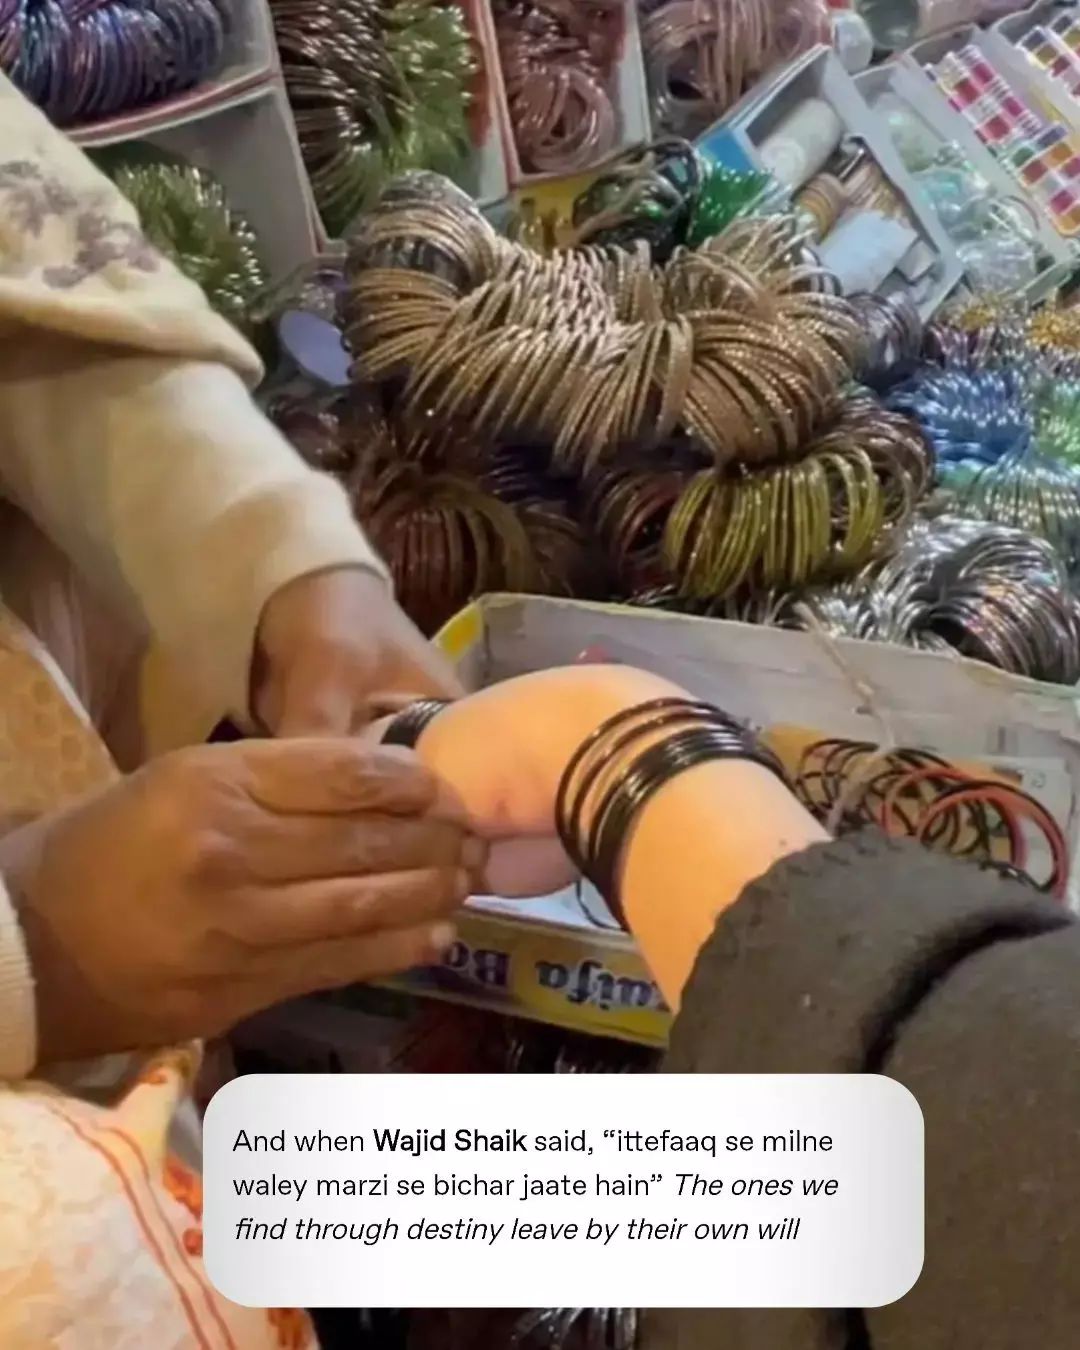 And when Wajid Shaik said, “ittefaaq se milne
waley marzi se bichar jaate hain” The ones we
find through destiny leave by their own will